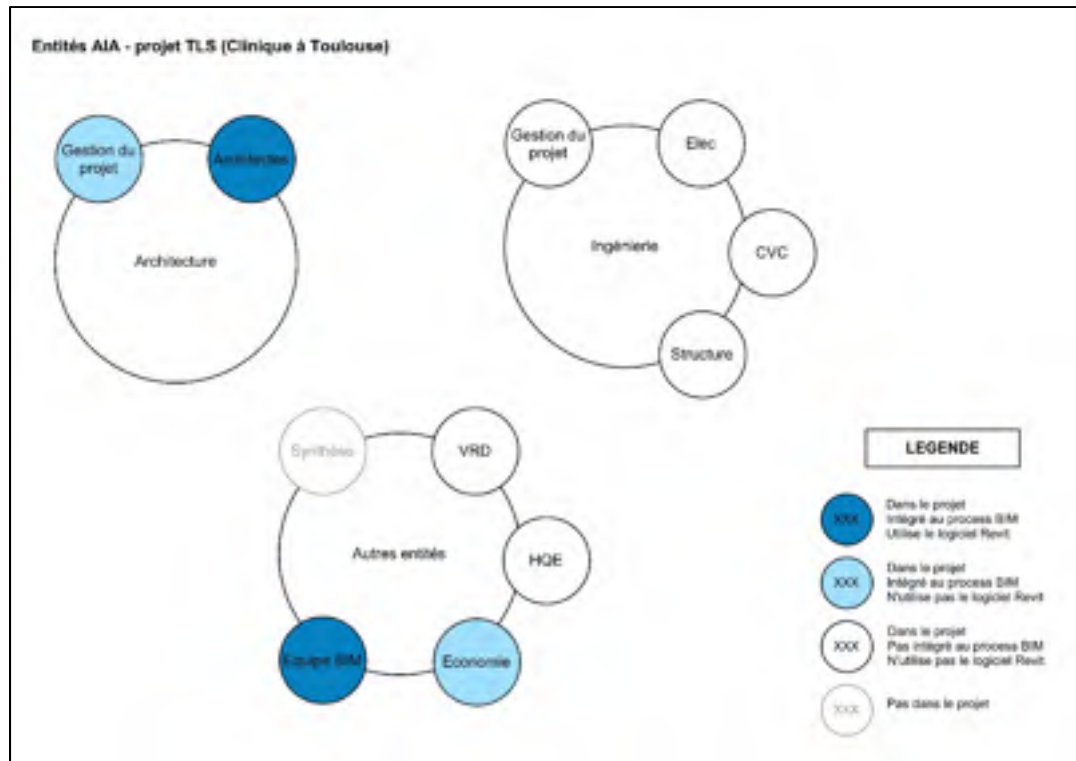 Entités AIA - projet TLS (Clinique à Toulouse)
Gestion du
projet
Architectes
Architecture
Gestion du
projet
Elec
Ingénierie
CVC
Structure
Synthèse
VRD
Autres entités
HQE
Equipe BIM
Economie
LEGENDE
XXX
Dans le projet
Intégré au process BIM
Utilise le logiciel Revit
XXX
Dans le projet
Intégré au process BIM
N'utilise pas le logiciel Revit
XXX
Dans le projet
Pas intégré au process BIM
N'utilise pas le logiciel Revit
XXX
Pas dans le projet